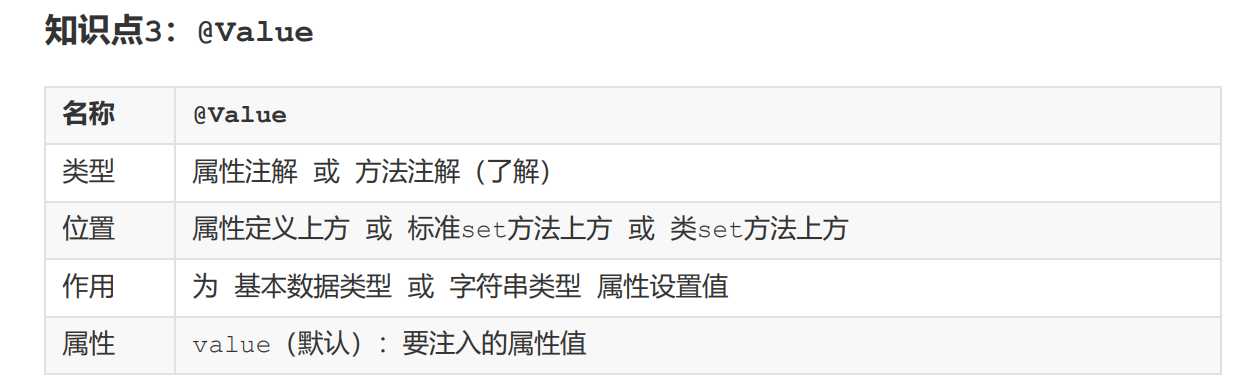 知识点3：@Value
名称 @Value
类型 属性注解 或 方法注解（了解）
位置 属性定义上方 或 标准set方法上方 或 类set方法上方
作用 为 基本数据类型 或 字符串类型 属性设置值
属性 value（默认）：要注入的属性值